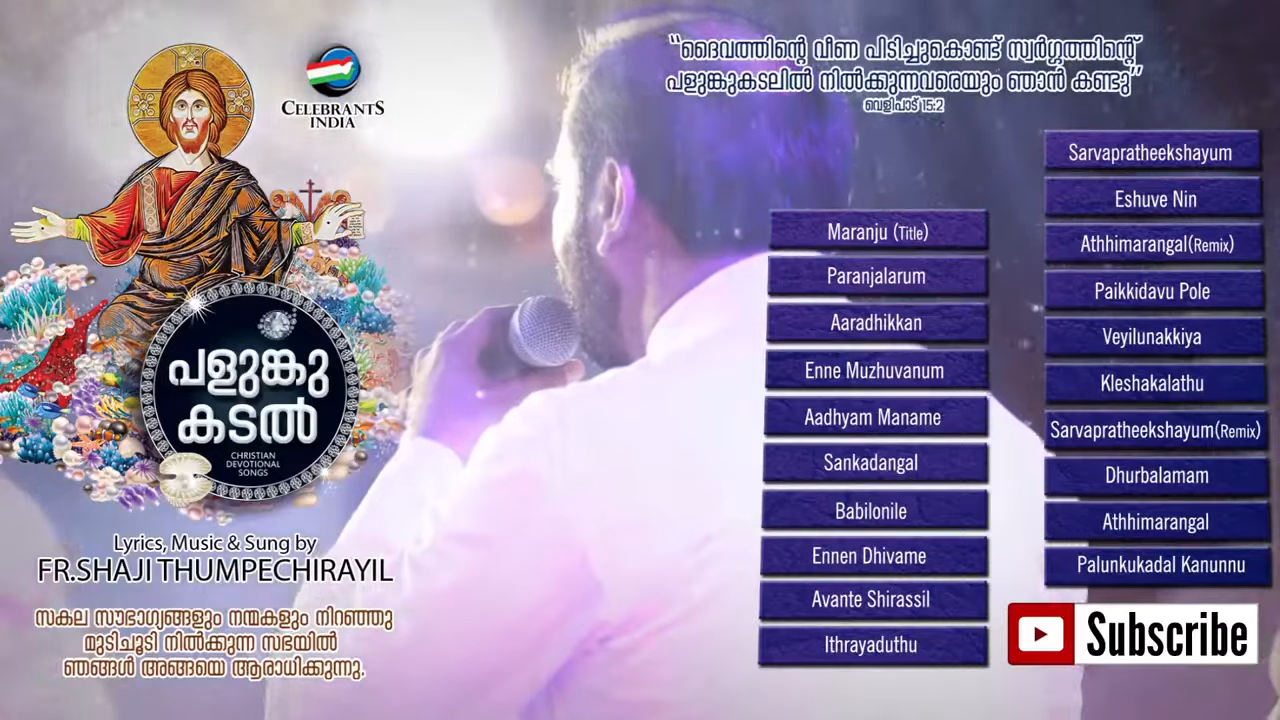 CELEBRANTS
INDIA
"ദൈവത്തിന്റെ വീണ പിടിച്ചുകൊണ്ട് സ്വർഗ്ഗത്തിന്റെ
പളുങ്കുകടലിൽ നിൽക്കുന്നവരെയും ഞാൻ കണ്ടു"
വെളിപാട് 15:2
പളുങ്കു
കടൽ
CHRISTIAN
DEVOTIONAL
SONGS
Lyrics, Music & Sung by
FR.SHAJI THUMPECHIRAYIL
സകല സൗഭാഗ്യങ്ങളും നന്മകളും നിറഞ്ഞു
മുടിചൂടി നിൽക്കുന്ന സഭയിൽ
ഞങ്ങൾ അങ്ങയെ ആരാധിക്കുന്നു.
Maranju (Title)
Paranjalarum
Aaradhikkan
Enne Muzhuvanum
Aadhyam Maname
Sankadangal
Babilonile
Ennen Dhivame
Avante Shirassil
Ithrayaduthu
Sarvapratheekshayum
Eshuve Nin
Athhimarangal(Remix)
Paikkidavu Pole
Veyilunakkiya
Kleshakalathu
Sarvapratheekshayum(Remix)
Dhurbalamam
Athhimarangal
Palunkukadal Kanunnu
Subscribe